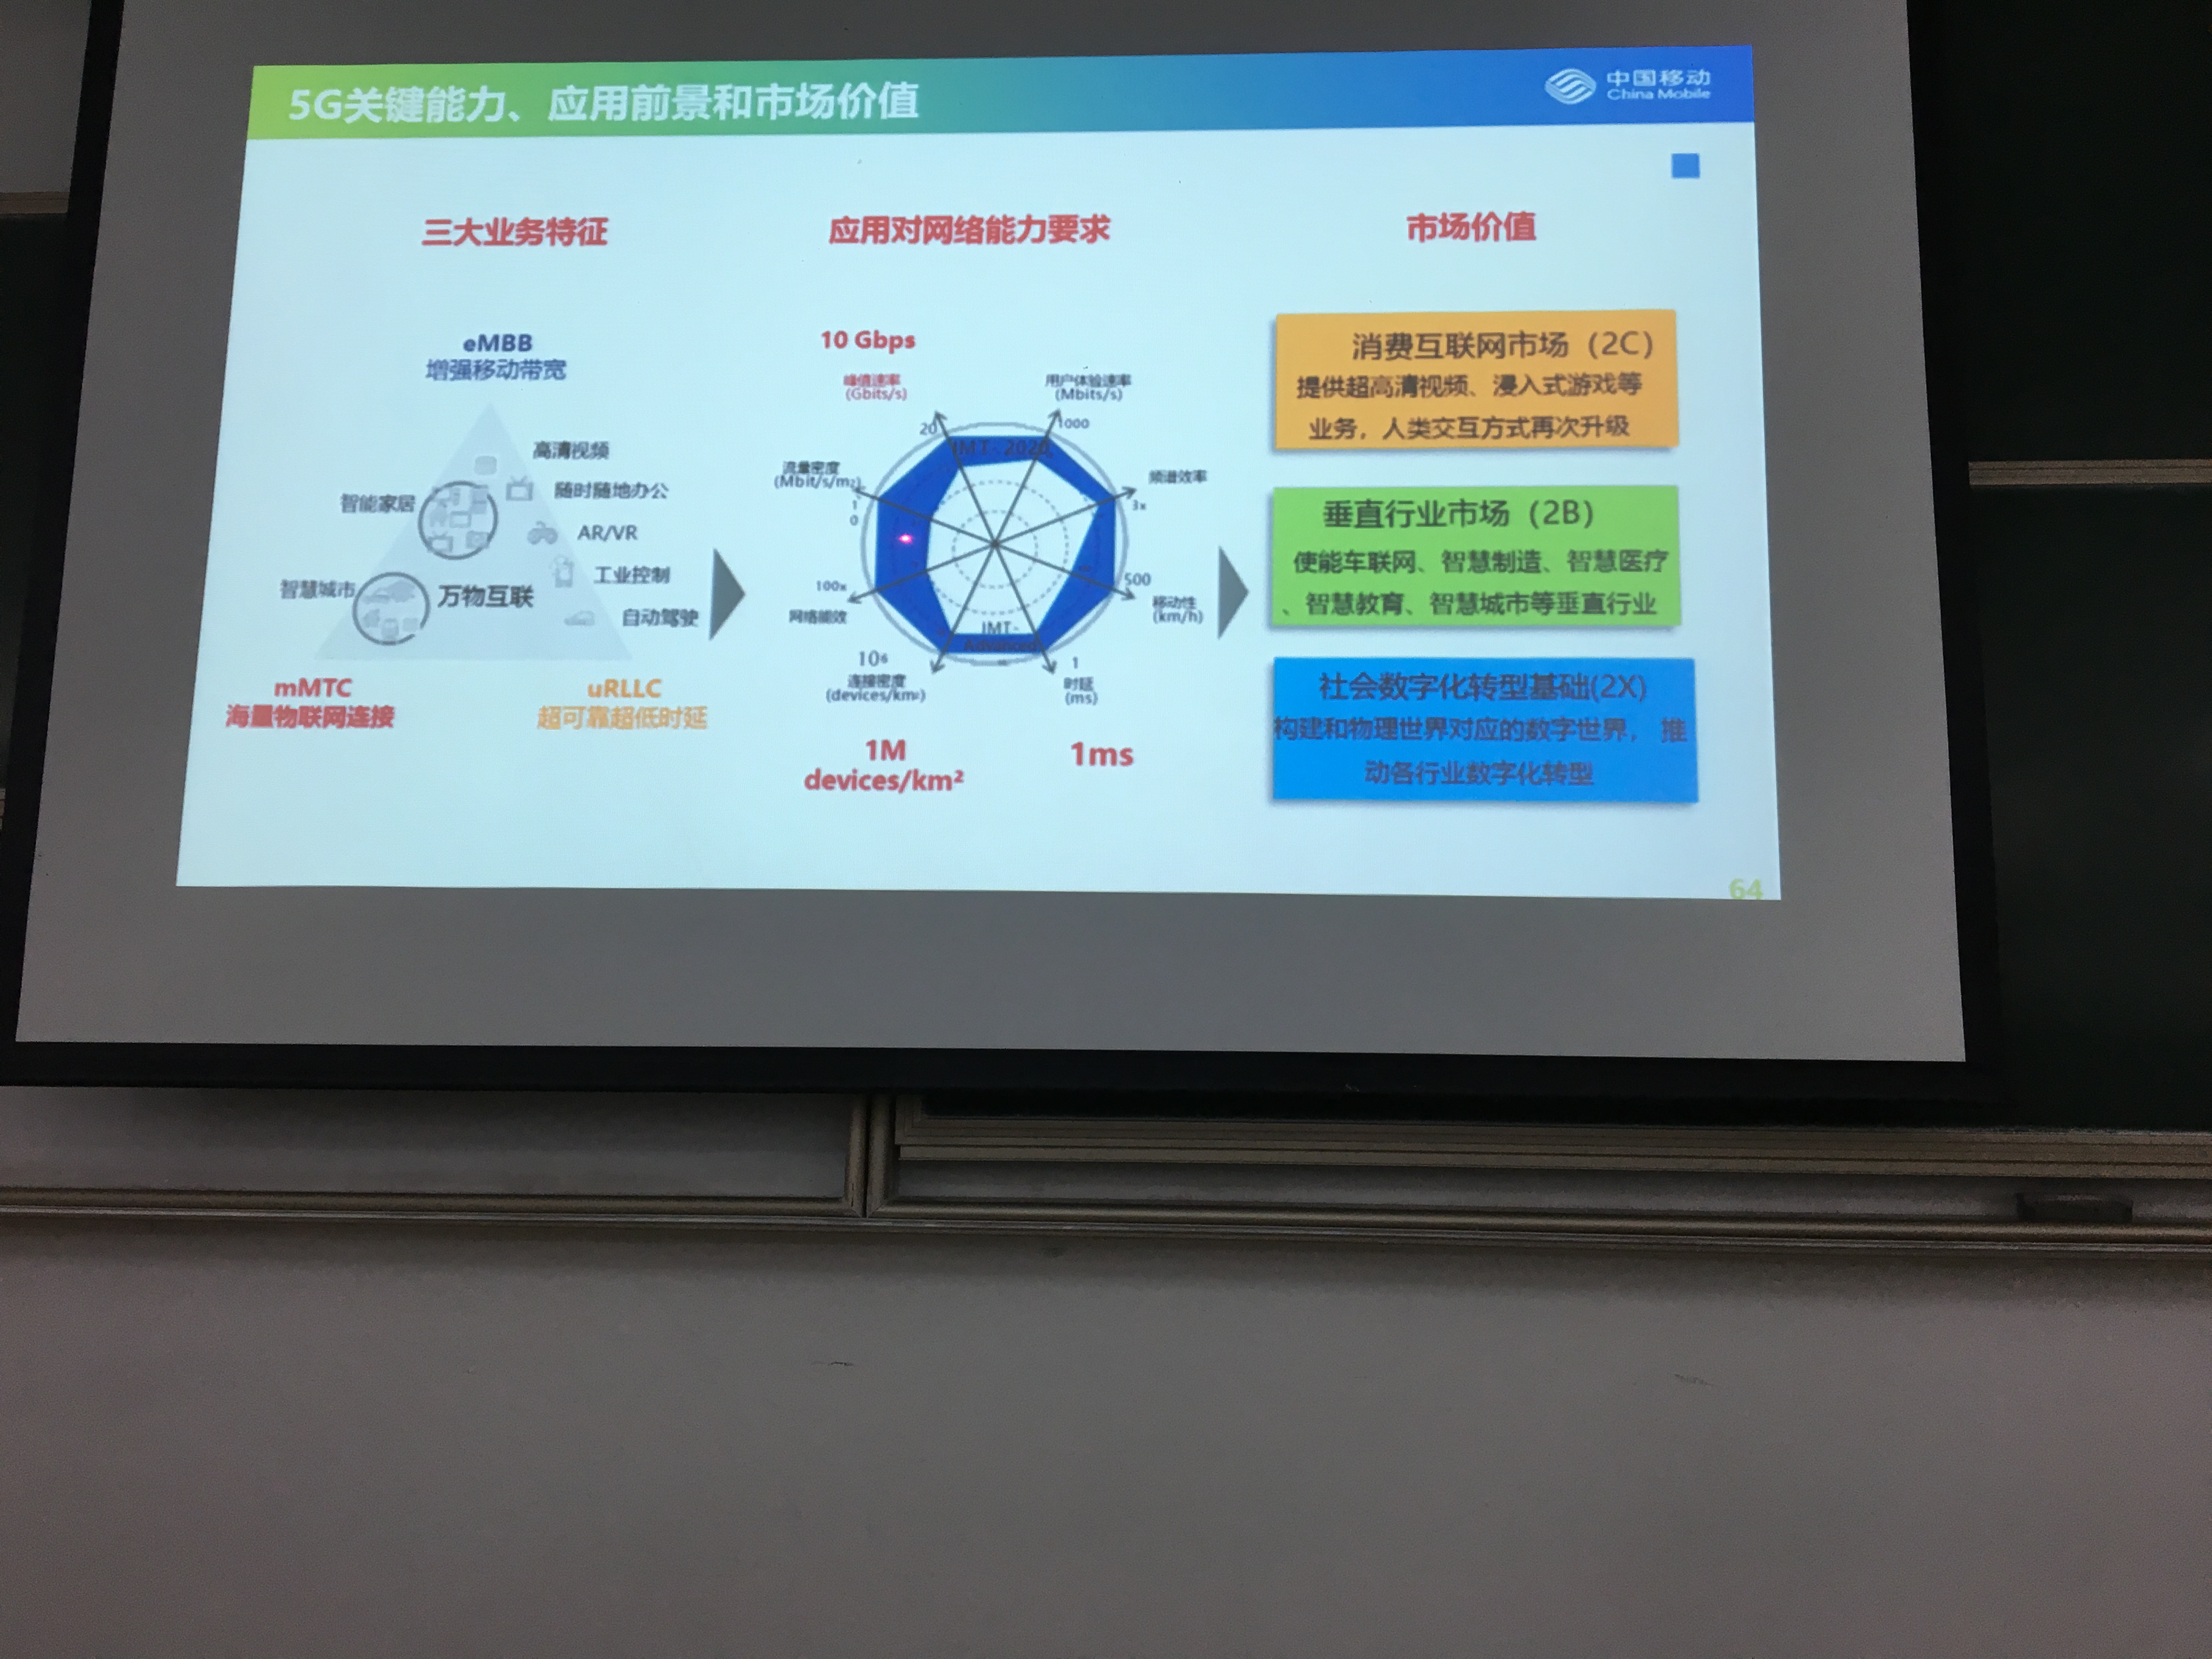 5G关键能力、应用前景和市场价值
中国移动
China Mobile
三大业务特征
eMBB
增强移动带宽
高清视频
随时随地办公
智能家居
AR/VR
工业控制
智慧城市
万物互联
自动驾驶
mMTC
海量物联网连接
uRLLC
超可靠超低时延
应用对网络能力要求
10 Gbps
峰值速率
(Gbits/s)
用户体验速率
(Mbits/s)
20
1000
IMT- 2020
流量密度
(Mbit/s/m²)
1
0
频谱效率
3x
100x
网络能效
500
移动性
(km/h)
IMT-
Advanced
10⁶
连接密度
(devices/km²)
1
时延
(ms)
1M
devices/km²
1ms
市场价值
消费互联网市场（2C）
提供超高清视频、浸入式游戏等
业务，人类交互方式再次升级
垂直行业市场（2B）
使能车联网、智慧制造、智慧医疗
、智慧教育、智慧城市等垂直行业
社会数字化转型基础(2X)
构建和物理世界对应的数字世界， 推
动各行业数字化转型
64